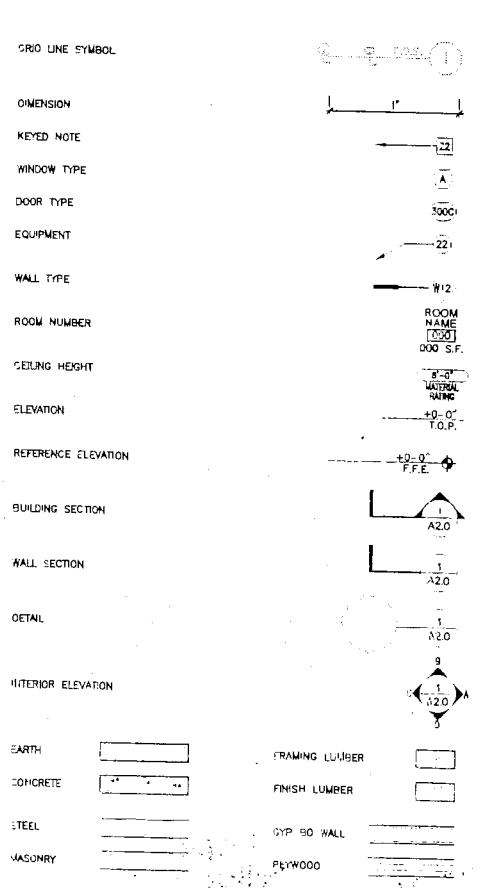 GRID LINE SYMBOL F.O.S. 1
DIMENSION 1"
KEYED NOTE 22
WINDOW TYPE A
DOOR TYPE 300C
EQUIPMENT 221
WALL TYPE W12
ROOM NUMBER ROOM
NAME
000
000 S.F.
CEILING HEIGHT 8'-0"
MATERIAL
RATING
ELEVATION +0-0"
T.O.P.
REFERENCE ELEVATION +0-0"
F.F.E.
BUILDING SECTION 1
A2.0
WALL SECTION 1
A2.0
DETAIL 1
A2.0
INTERIOR ELEVATION
9
C 1 A
A2.0
D
EARTH FRAMING LUMBER
CONCRETE FINISH LUMBER
STEEL GYP BD WALL
MASONRY PLYWOOD